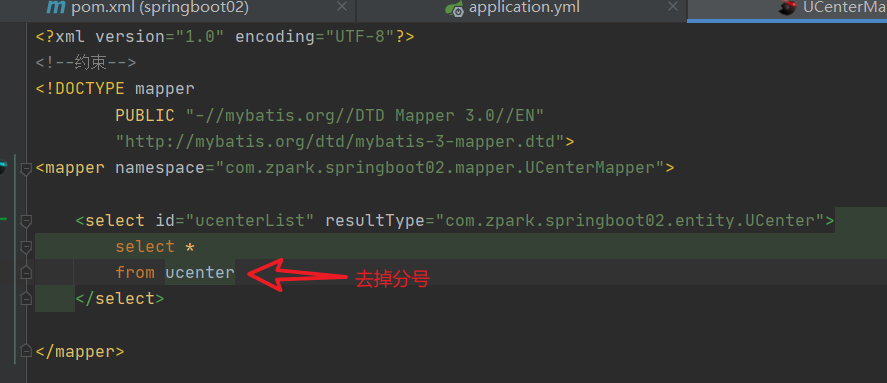 pom.xml (springboot02)
application.yml
UCenterMa
<?xml version="1.0" encoding="UTF-8"?>
<!--约束-->
<!DOCTYPE mapper
PUBLIC "-//mybatis.org//DTD Mapper 3.0//EN"
"http://mybatis.org/dtd/mybatis-3-mapper.dtd">
<mapper namespace="com.zpark.springboot02.mapper.UCenterMapper">
<select id="ucenterList" resultType="com.zpark.springboot02.entity.UCenter">
select *
from ucenter
去掉分号
</select>
</mapper>